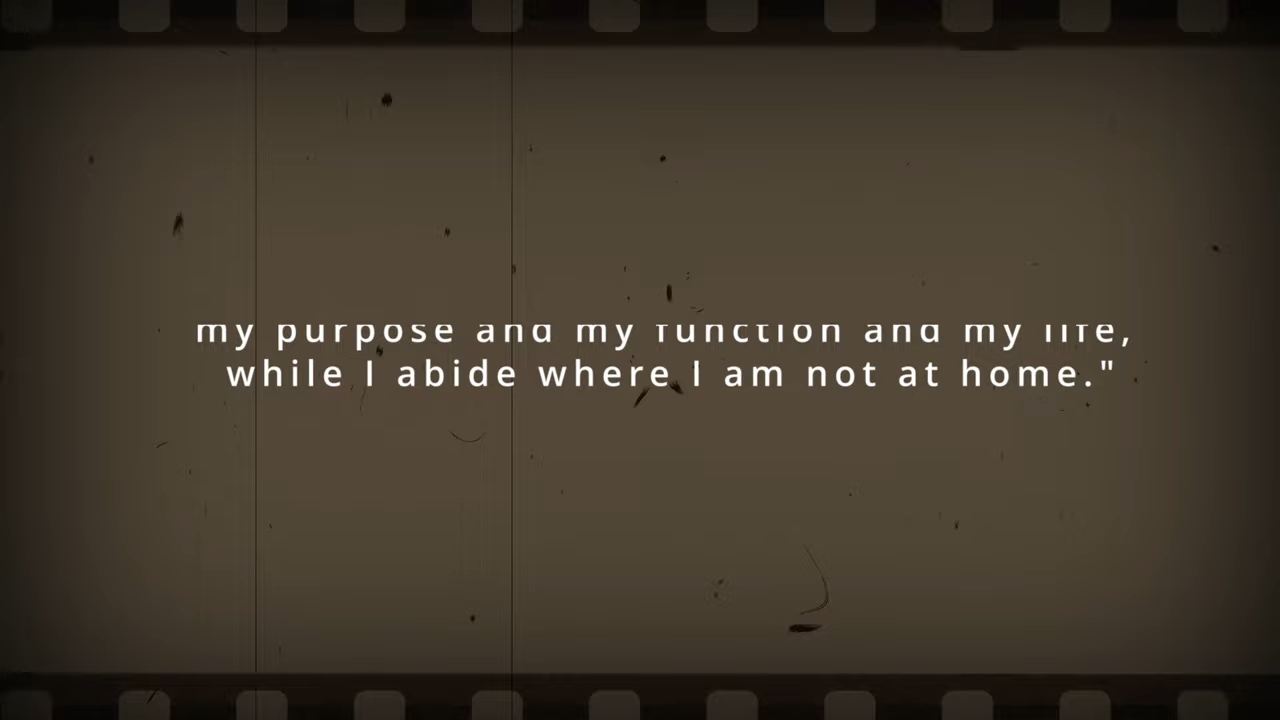 my purpose and my function and my life,
while I abide where I am not at home."